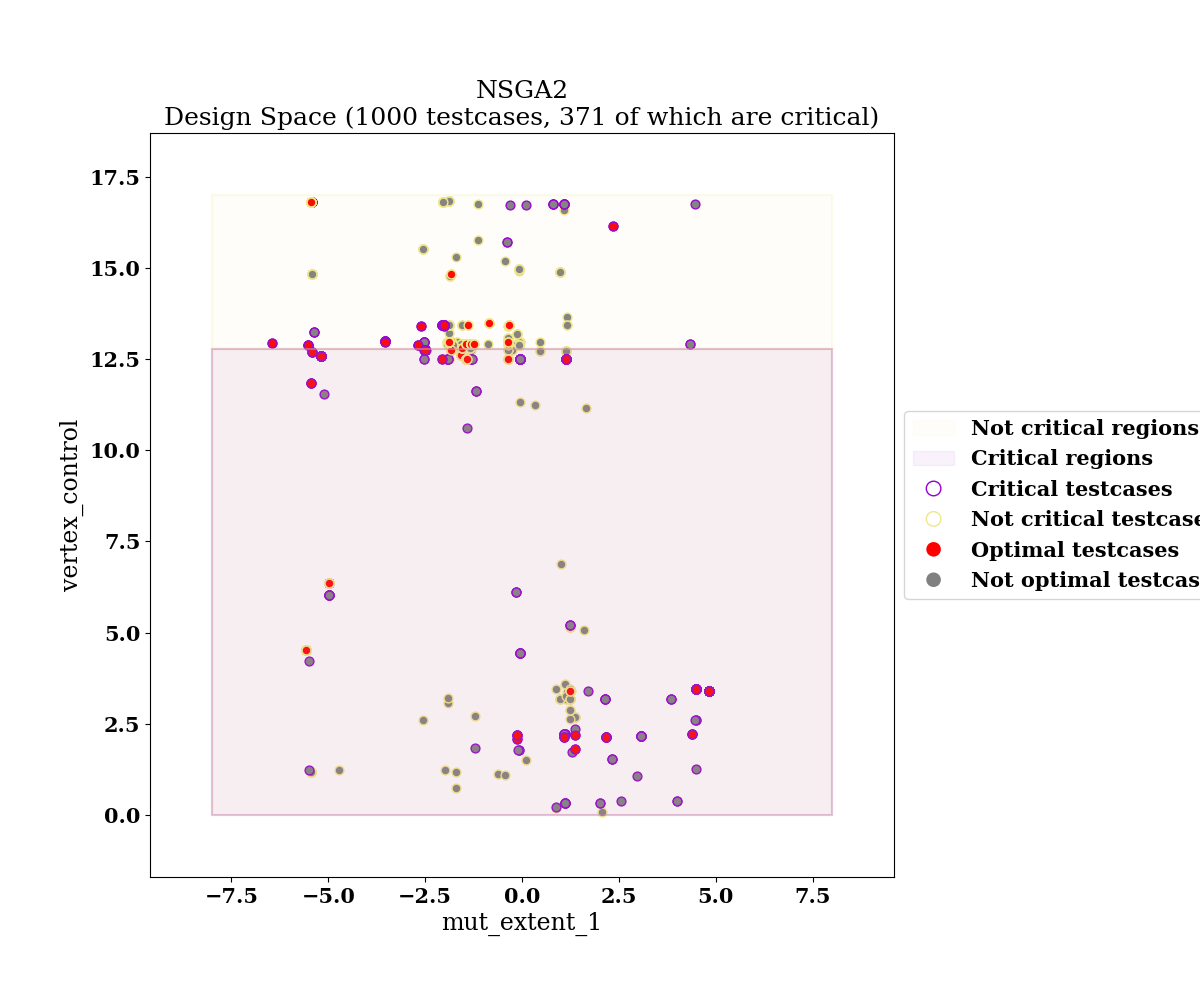 NSGA2
Design Space (1000 testcases, 371 of which are critical)
17.5
15.0
12.5
10.0
7.5
5.0
2.5
0.0
vertex_control
−7.5
−5.0
−2.5
0.0
2.5
5.0
7.5
mut_extent_1
Not critical regions
Critical regions
Critical testcases
Not critical testcase
Optimal testcases
Not optimal testcas